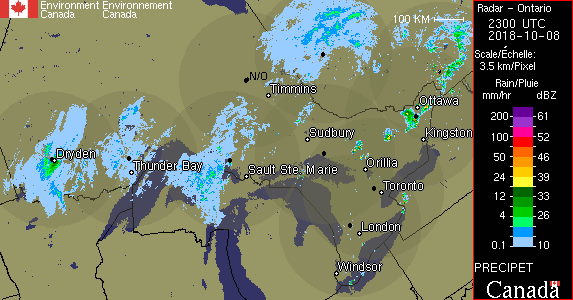 Environment Environnement
Canada Canada
Radar - Ontario
2300 UTC
2018-10-08
100 KM
Scale/Échelle:
3.5 km/Pixel
Rain/Pluie
mm/hr dBZ
N/O
Timmins
Ottawa
200 61
100 52
50 46
24 39
12 33
4 26
0.1 10
Sudbury
Kingston
Dryden
Thunder Bay
Sault Ste. Marie
Orillia
Toronto
London
Windsor
PRECIPET
Canada